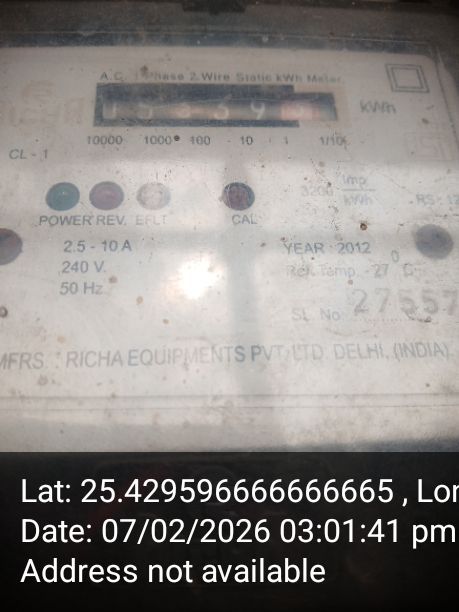 A.C. 1 Phase 2 Wire Static kWh Meter
kWh
10000 1000 100 10 1 1/10
CL - 1
3200 Imp/kWh
POWER REV. EFLT CAL
2.5 - 10 A
240 V.
50 Hz
YEAR : 2012
Ref. Temp. - 27 0 C
SL No 27557
MFRS : RICHA EQUIPMENTS PVT. LTD. DELHI, (INDIA)
Lat: 25.429596666666665 , Lon
Date: 07/02/2026 03:01:41 pm
Address not available